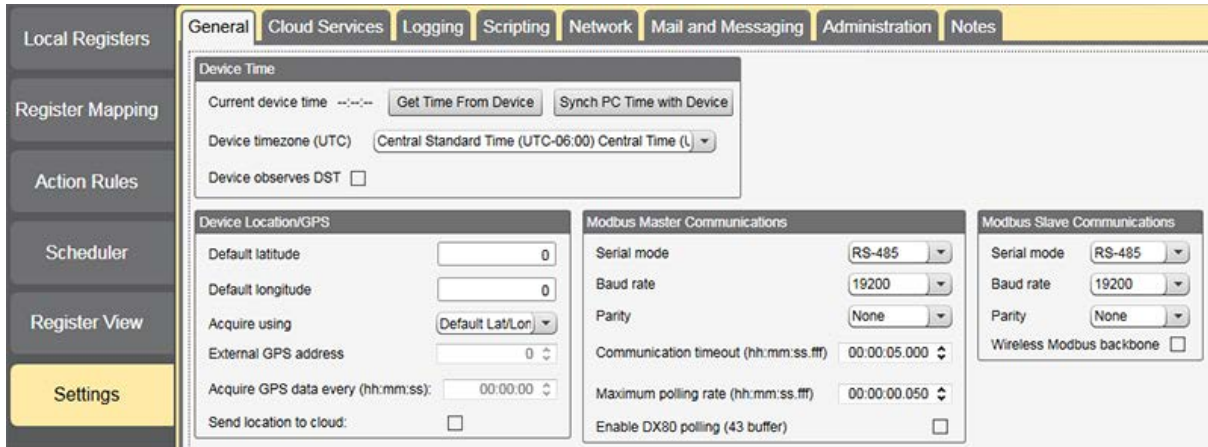 Local Registers
Register Mapping
Action Rules
Scheduler
Register View
Settings
General Cloud Services Logging Scripting Network Mail and Messaging Administration Notes
Device Time
Current device time --:--:-- Get Time From Device Synch PC Time with Device
Device timezone (UTC) Central Standard Time (UTC-06:00) Central Time (U
Device observes DST
Device Location/GPS
Default latitude 0
Default longitude 0
Acquire using Default Lat/Lon
External GPS address 0
Acquire GPS data every (hh:mm:ss): 00:00:00
Send location to cloud:
Modbus Master Communications
Serial mode RS-485
Baud rate 19200
Parity None
Communication timeout (hh:mm:ss.fff) 00:00:05.000
Maximum polling rate (hh:mm:ss.fff) 00:00:00.050
Enable DX80 polling (43 buffer)
Modbus Slave Communications
Serial mode RS-485
Baud rate 19200
Parity None
Wireless Modbus backbone